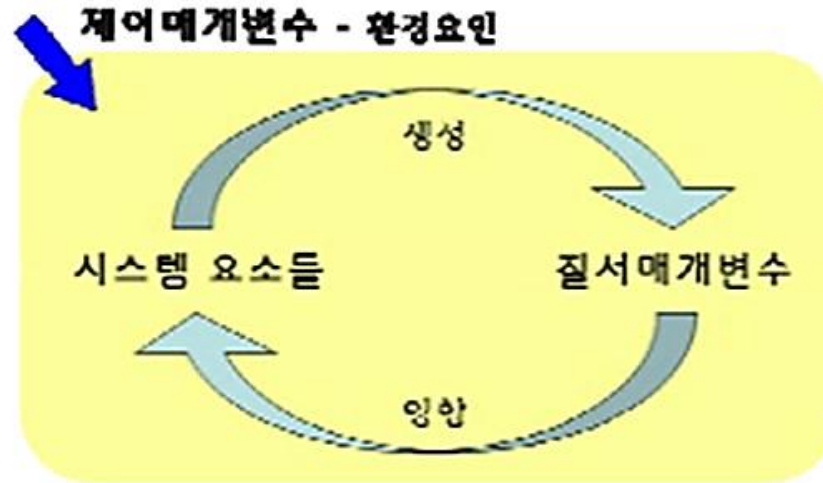 제어매개변수 - 환경요인
생성
시스템 요소들
질서매개변수
영향